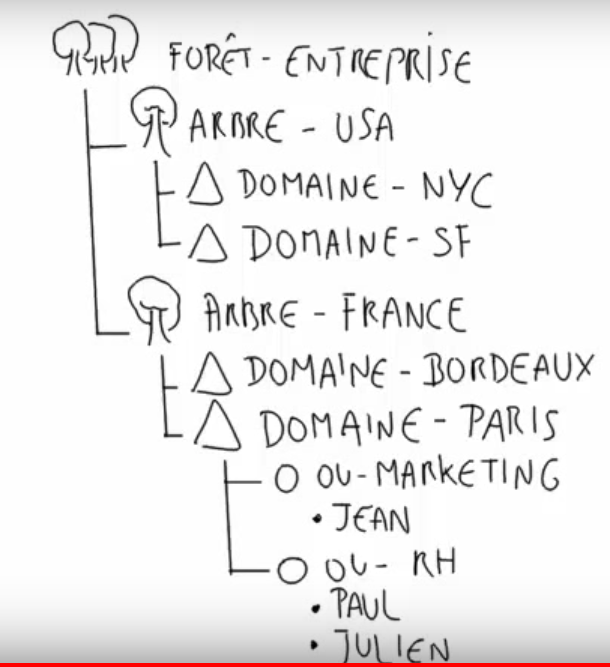 FORÊT - ENTREPRISE
ARBRE - USA
DOMAINE - NYC
DOMAINE - SF
ARBRE - FRANCE
DOMAINE - BORDEAUX
DOMAINE - PARIS
OU - MARKETING
• JEAN
OU - RH
• PAUL
• JULIEN